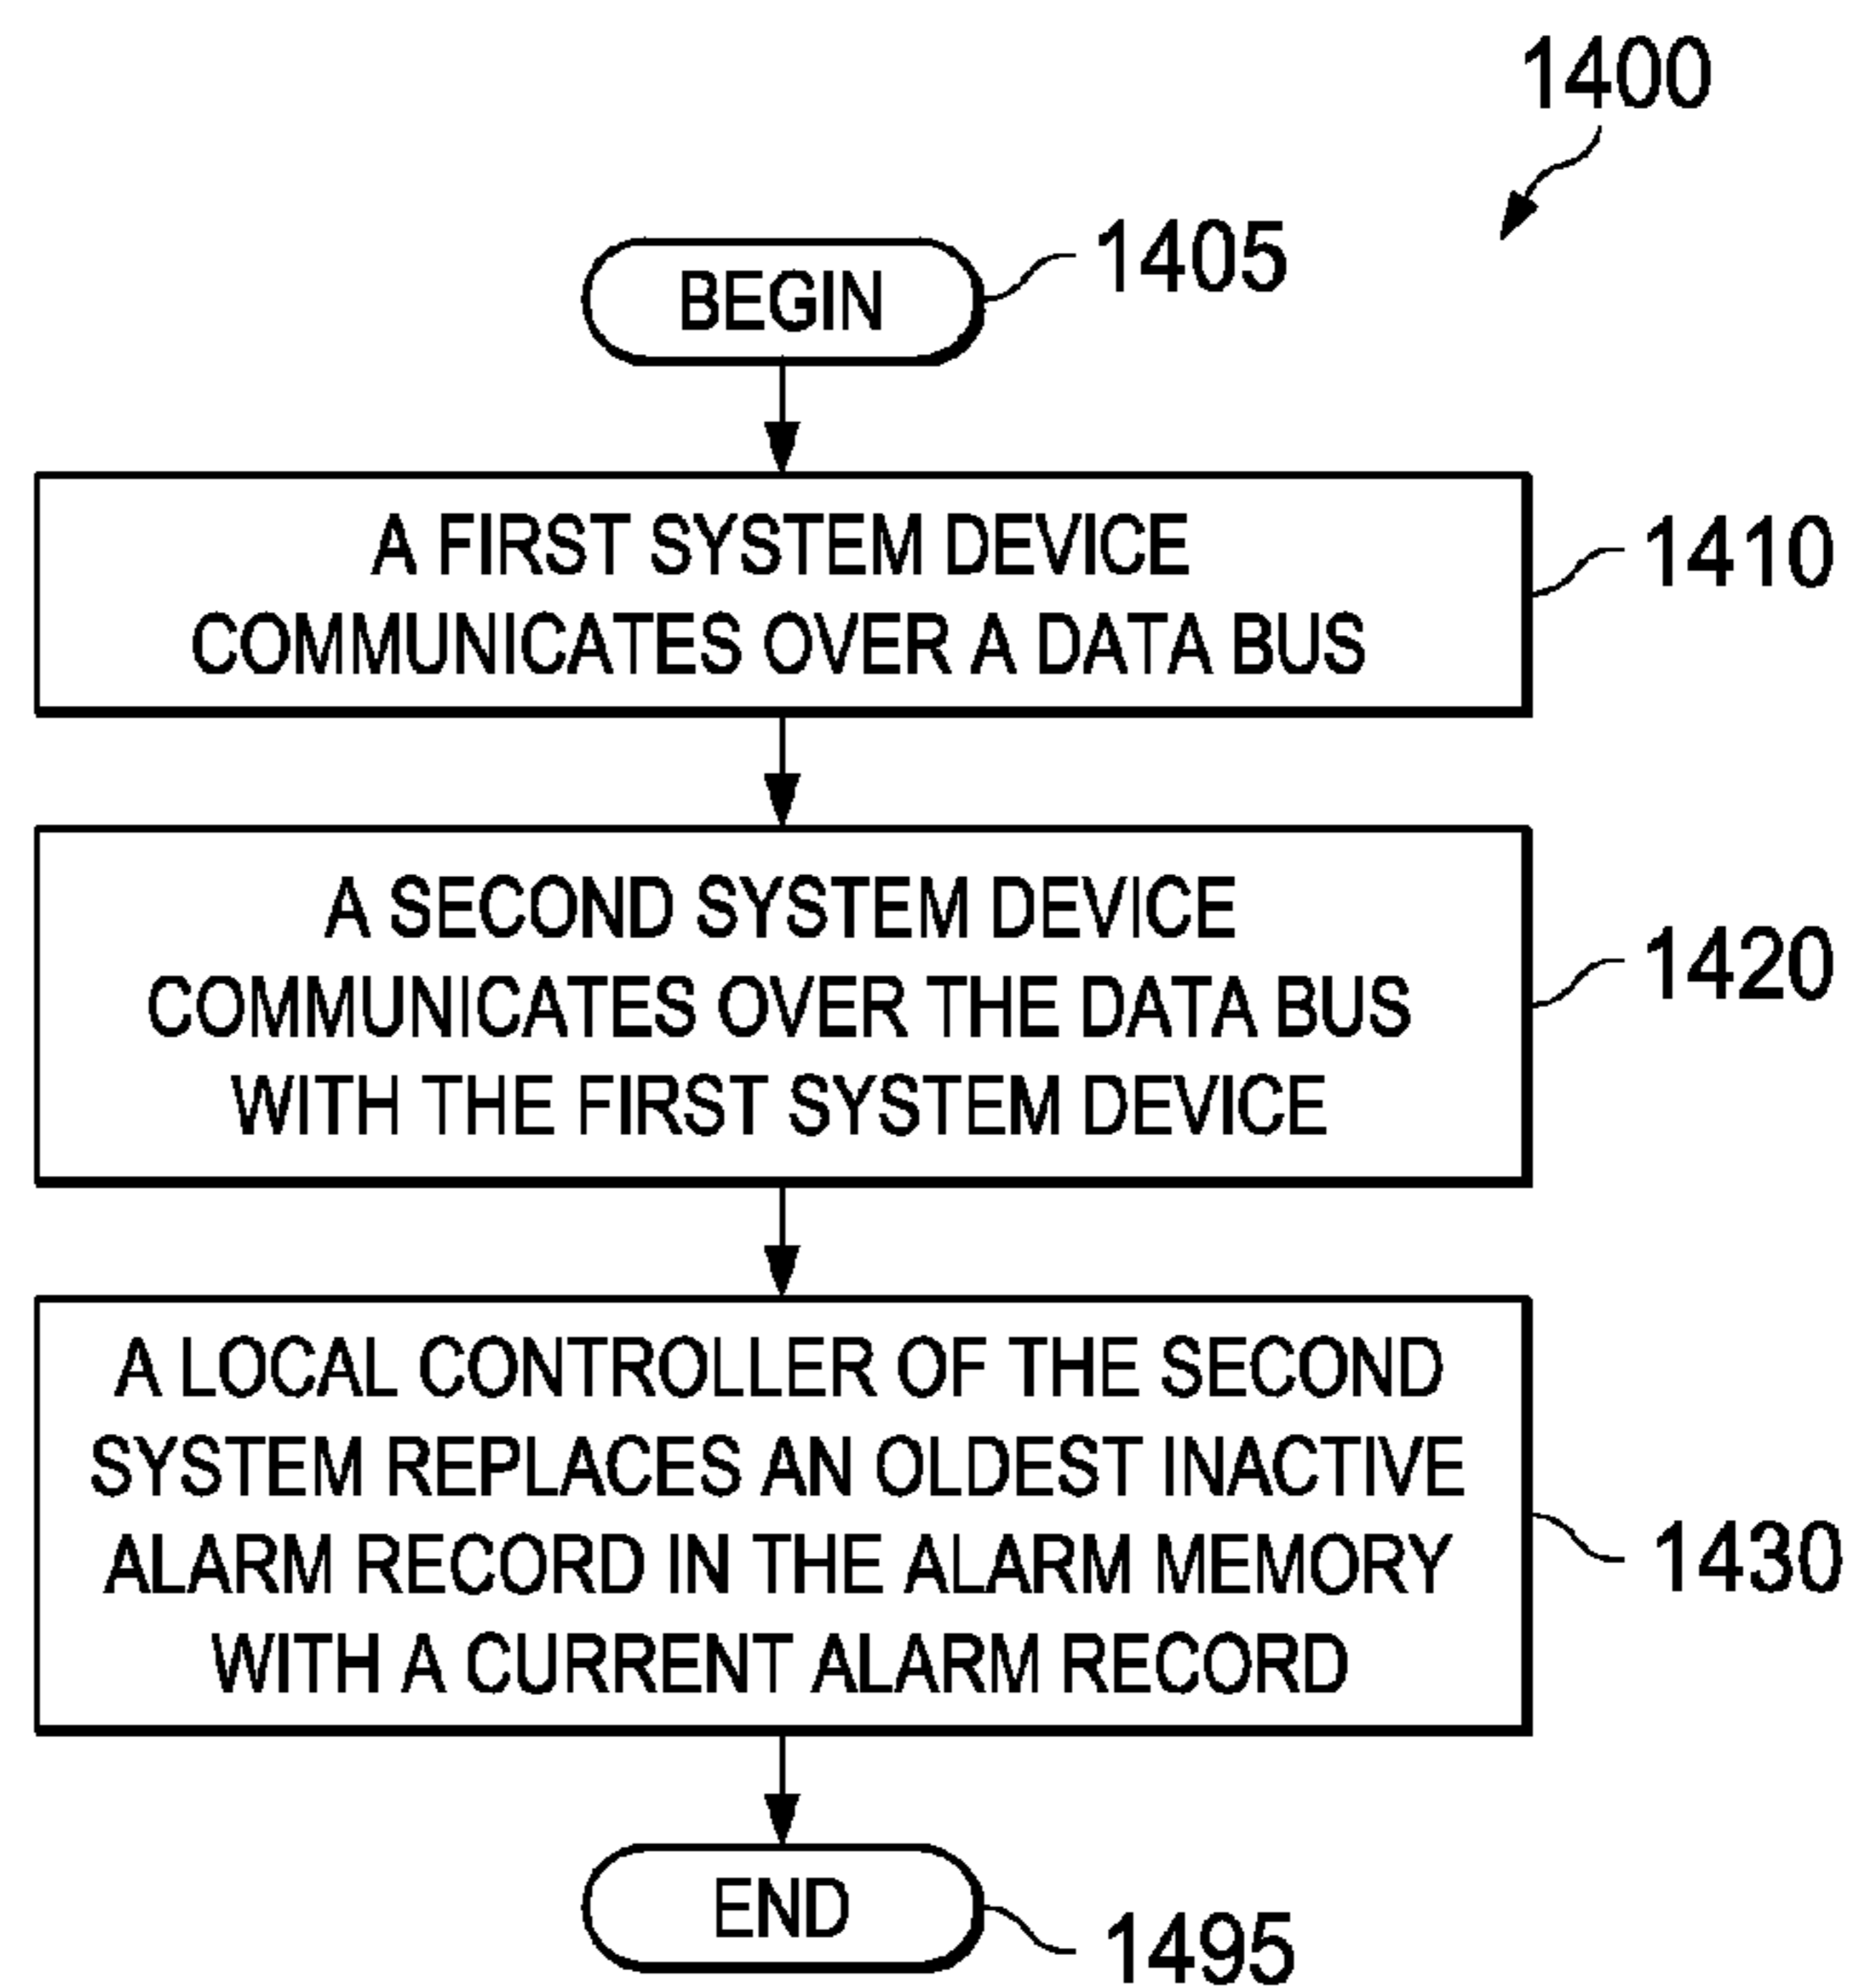 1400
BEGIN
1405
A FIRST SYSTEM DEVICE
COMMUNICATES OVER A DATA BUS
1410
A SECOND SYSTEM DEVICE
COMMUNICATES OVER THE DATA BUS
WITH THE FIRST SYSTEM DEVICE
1420
A LOCAL CONTROLLER OF THE SECOND
SYSTEM REPLACES AN OLDEST INACTIVE
ALARM RECORD IN THE ALARM MEMORY
WITH A CURRENT ALARM RECORD
1430
END
1495